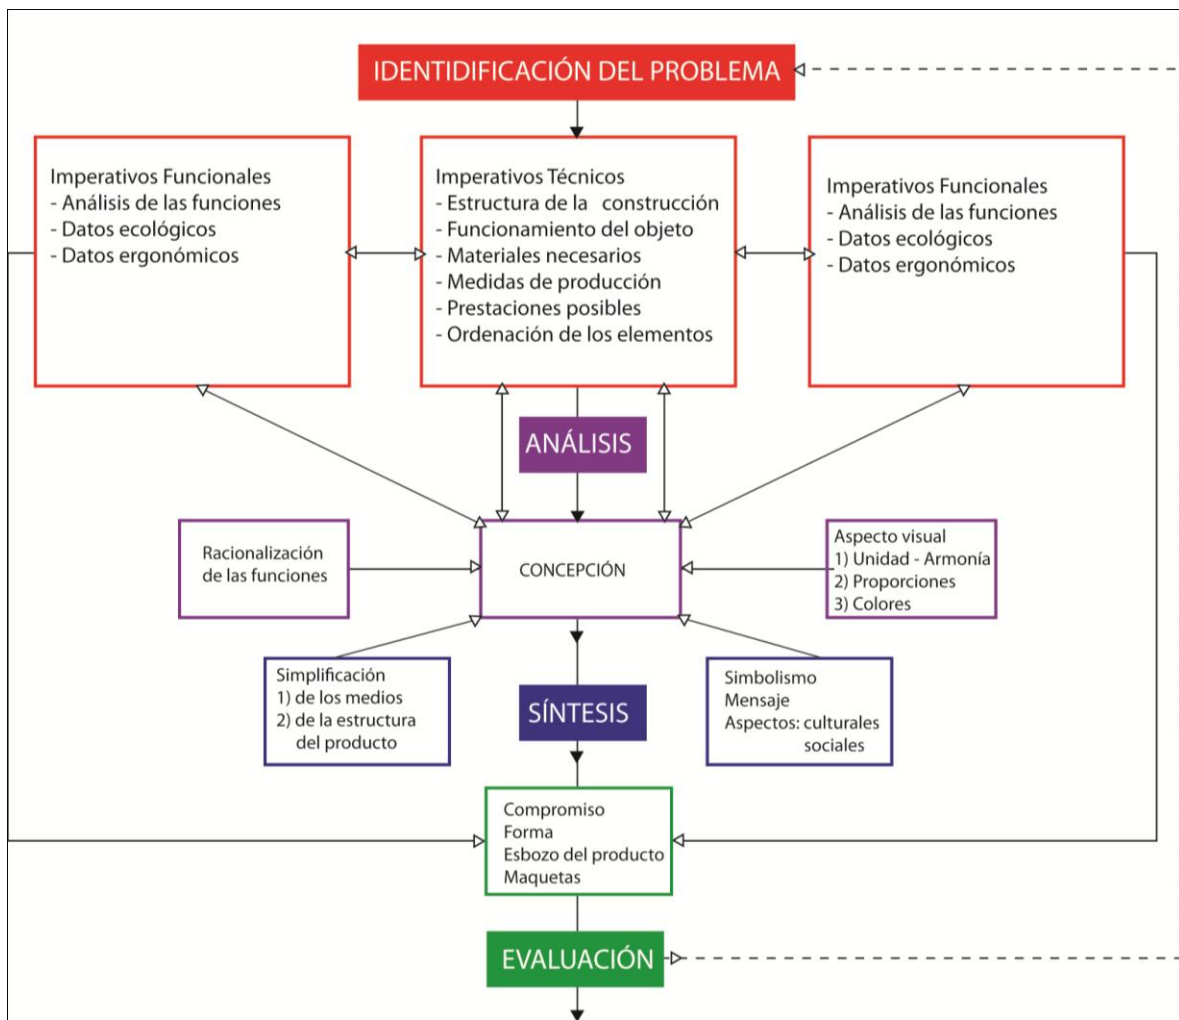 IDENTIDIFICACIÓN DEL PROBLEMA
Imperativos Funcionales
- Análisis de las funciones
- Datos ecológicos
- Datos ergonómicos
Imperativos Técnicos
- Estructura de la construcción
- Funcionamiento del objeto
- Materiales necesarios
- Medidas de producción
- Prestaciones posibles
- Ordenación de los elementos
Imperativos Funcionales
- Análisis de las funciones
- Datos ecológicos
- Datos ergonómicos
ANÁLISIS
Racionalización
de las funciones
CONCEPCIÓN
Aspecto visual
1) Unidad - Armonía
2) Proporciones
3) Colores
Simplificación
1) de los medios
2) de la estructura
del producto
SÍNTESIS
Simbolismo
Mensaje
Aspectos: culturales
sociales
Compromiso
Forma
Esbozo del producto
Maquetas
EVALUACIÓN